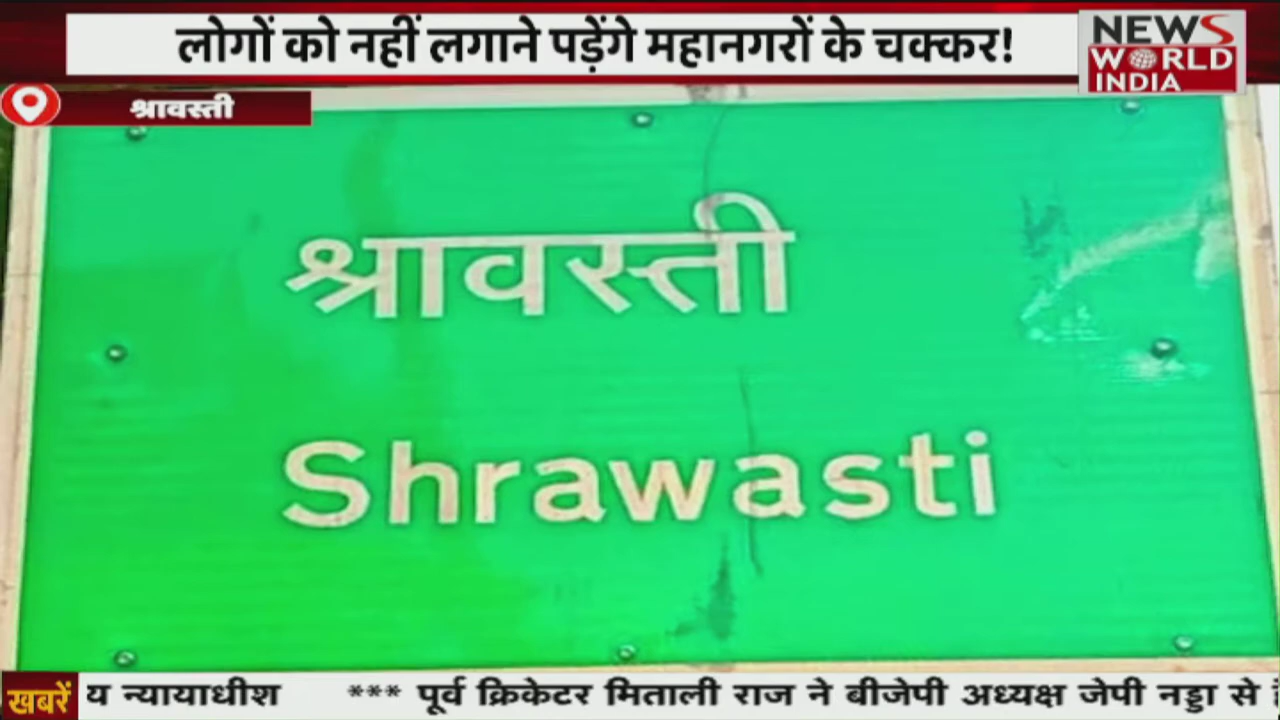 लोगों को नहीं लगाने पड़ेंगे महानगरों के चक्कर!
NEWS
WORLD
INDIA
श्रावस्ती
श्रावस्ती
Shrawasti
खबरें
य न्यायाधीश *** पूर्व क्रिकेटर मिताली राज ने बीजेपी अध्यक्ष जेपी नड्डा से